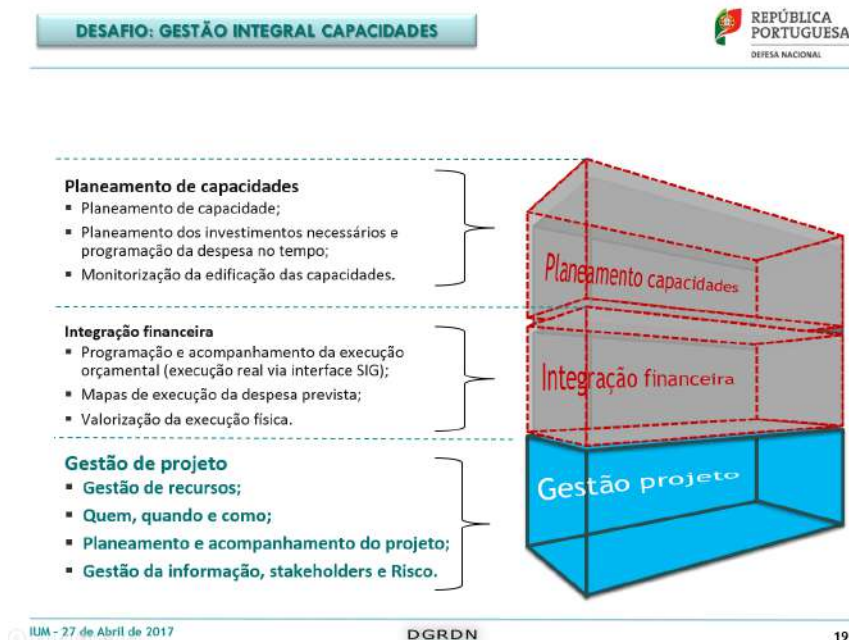 DESAFIO: GESTÃO INTEGRAL CAPACIDADES
REPÚBLICA
PORTUGUESA
DEFESA NACIONAL
Planeamento de capacidades
▪ Planeamento de capacidade;
▪ Planeamento dos investimentos necessários e
programação da despesa no tempo;
▪ Monitorização da edificação das capacidades.
Planeamento capacidades
Integração financeira
▪ Programação e acompanhamento da execução
orçamental (execução real via interface SIG);
▪ Mapas de execução da despesa prevista;
▪ Valorização da execução física.
Integração financeira
Gestão de projeto
▪ Gestão de recursos;
▪ Quem, quando e como;
▪ Planeamento e acompanhamento do projeto;
▪ Gestão da informação, stakeholders e Risco.
Gestão projeto
IUM - 27 de Abril de 2017
DGRDN
19